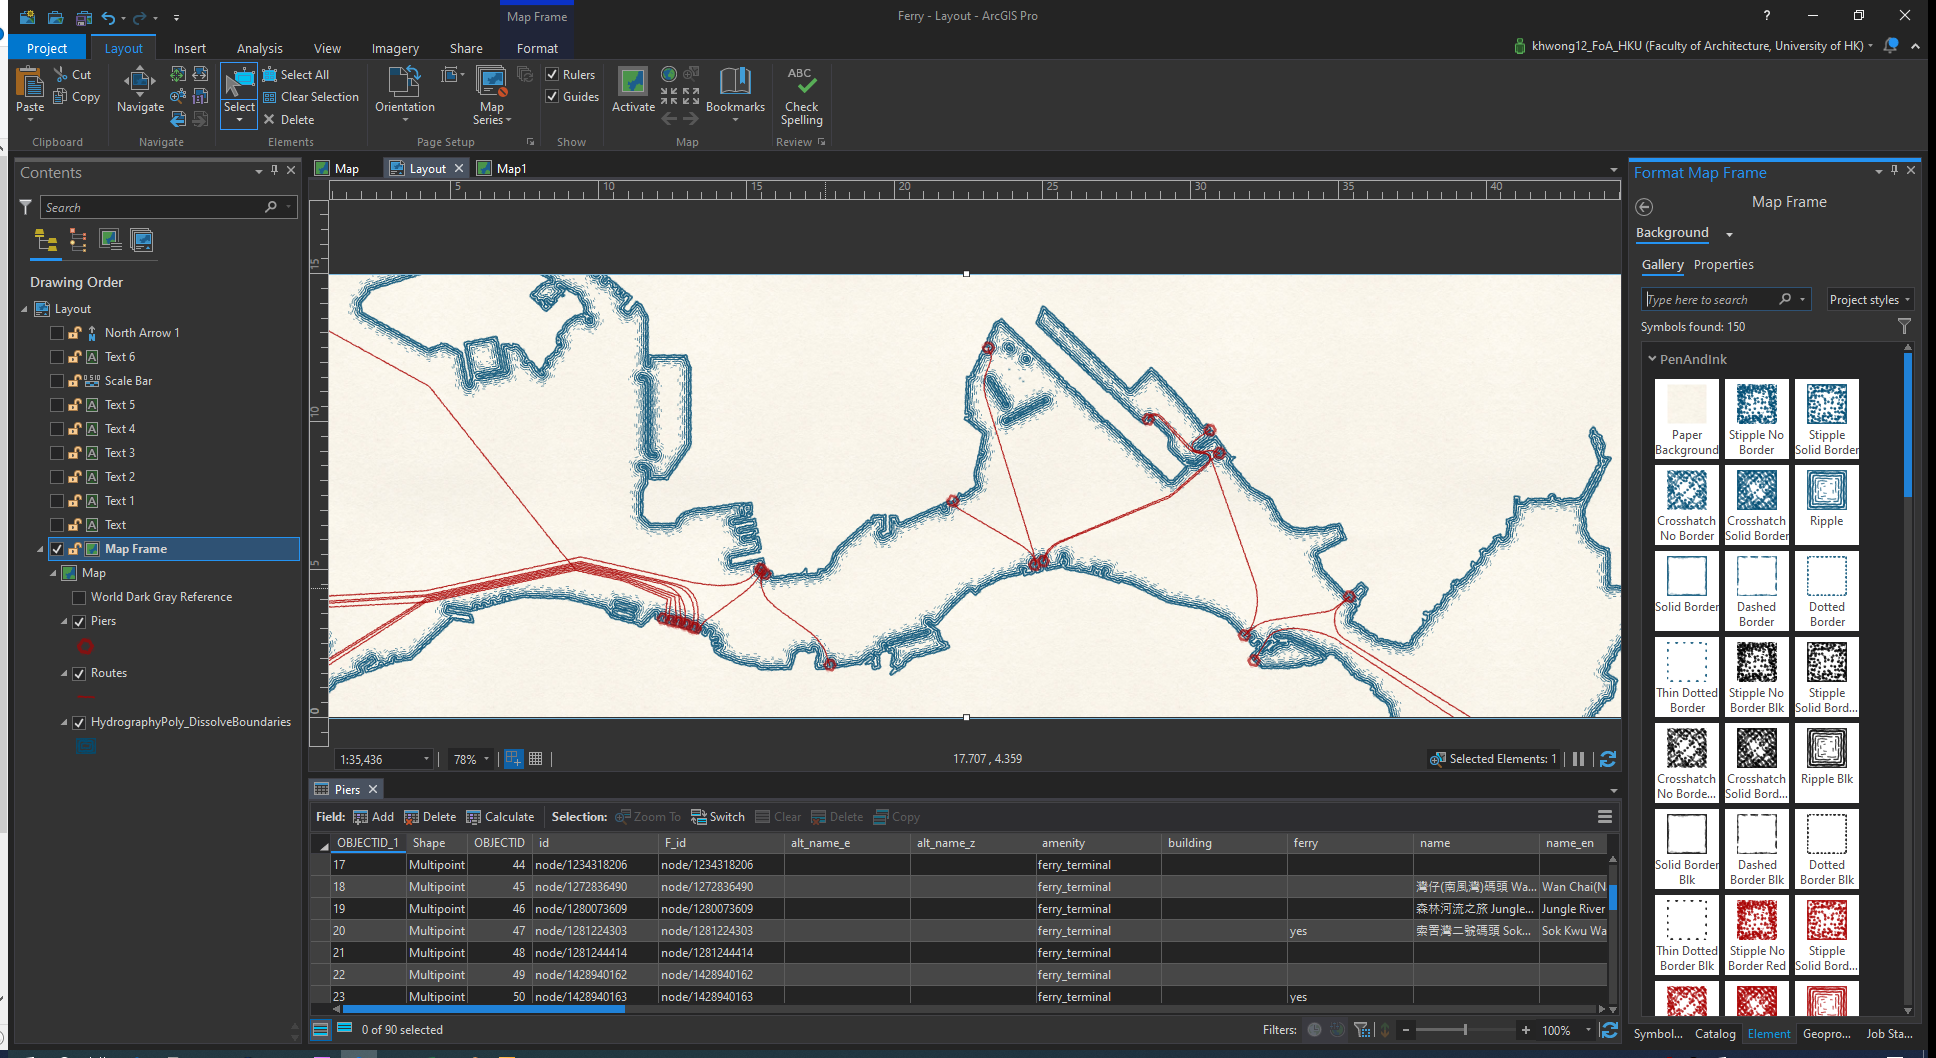 Map Frame
Ferry - Layout - ArcGIS Pro
Project Layout Insert Analysis View Imagery Share Format
khwong12_FoA_HKU (Faculty of Architecture, University of HK)
Paste
Cut
Copy
Clipboard
Navigate
1:1
Navigate
Select
Select All
Clear Selection
Delete
Elements
Orientation
Map Series
Page Setup
Rulers
Guides
Show
Activate
Bookmarks
Map
ABC
Check Spelling
Review
Contents
Search
Drawing Order
Layout
North Arrow 1
Text 6
Scale Bar
Text 5
Text 4
Text 3
Text 2
Text 1
Text
Map Frame
Map
World Dark Gray Reference
Piers
Routes
HydrographyPoly_DissolveBoundaries
Map Layout Map1
5 10 15 20 25 30 35 40
15
10
5
0
1:35,436 78% 17.707 , 4.359 Selected Elements: 1
Piers
Field: Add Delete Calculate Selection: Zoom To Switch Clear Delete Copy
OBJECTID_1 Shape OBJECTID id F_id alt_name_e alt_name_z amenity building ferry name name_en
17 Multipoint 44 node/1234318206 node/1234318206 ferry_terminal
18 Multipoint 45 node/1272836490 node/1272836490 ferry_terminal 灣仔(南風灣)碼頭 Wa... Wan Chai(N
19 Multipoint 46 node/1280073609 node/1280073609 ferry_terminal 森林河流之旅 Jungle... Jungle River
20 Multipoint 47 node/1281224303 node/1281224303 ferry_terminal yes 索罟灣二號碼頭 Sok... Sok Kwu Wa
21 Multipoint 48 node/1281244414 node/1281244414 ferry_terminal
22 Multipoint 49 node/1428940162 node/1428940162 ferry_terminal
23 Multipoint 50 node/1428940163 node/1428940163 ferry_terminal yes
0 of 90 selected Filters: 100%
Format Map Frame
Map Frame
Background
Gallery Properties
Type here to search Project styles
Symbols found: 150
PenAndInk
Paper Background
Stipple No Border
Stipple Solid Border
Crosshatch No Border
Crosshatch Solid Border
Ripple
Solid Border
Dashed Border
Dotted Border
Thin Dotted Border
Stipple No Border Blk
Stipple Solid Bord...
Crosshatch No Borde...
Crosshatch Solid Bord...
Ripple Blk
Solid Border Blk
Dashed Border Blk
Dotted Border Blk
Thin Dotted Border Blk
Stipple No Border Red
Stipple Solid Bord...
Symbol... Catalog Element Geopro... Job Sta...